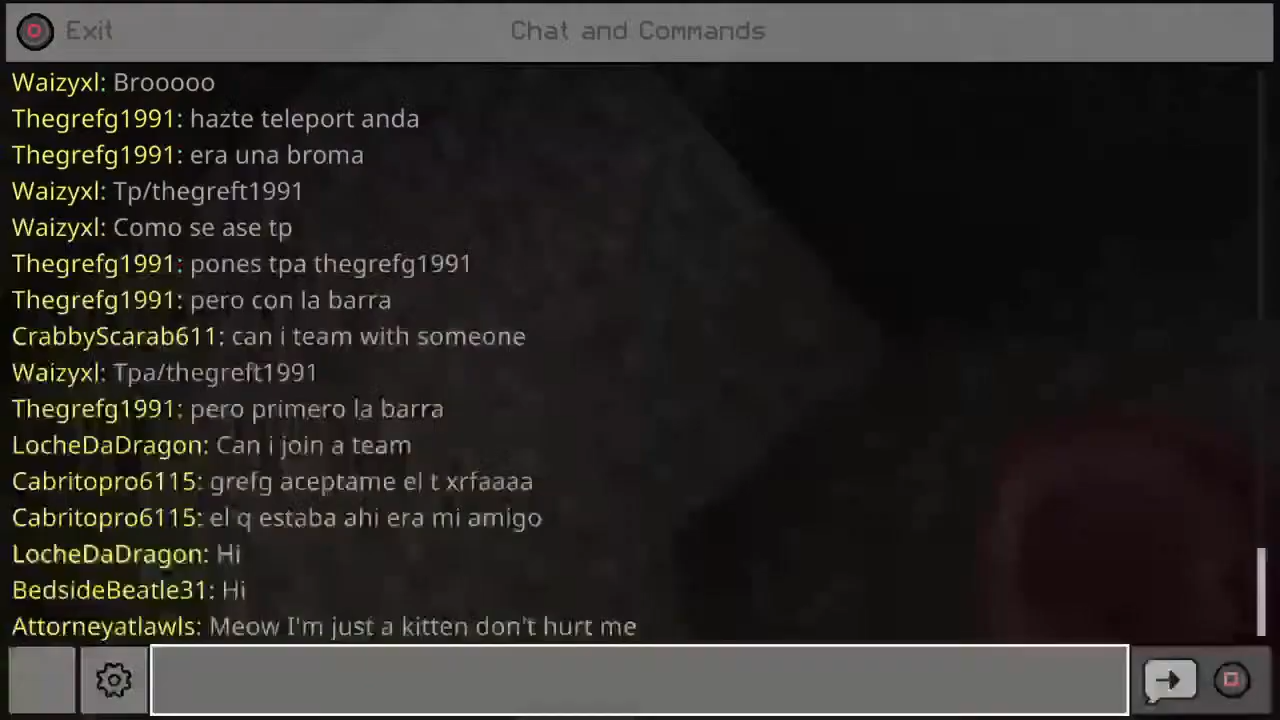 Exit
Chat and Commands
Waizyxl: Brooooo
Thegrefg1991: hazte teleport anda
Thegrefg1991: era una broma
Waizyxl: Tp/thegreft1991
Waizyxl: Como se ase tp
Thegrefg1991: pones tpa thegrefg1991
Thegrefg1991: pero con la barra
CrabbyScarab611: can i team with someone
Waizyxl: Tpa/thegreft1991
Thegrefg1991: pero primero la barra
LocheDaDragon: Can i join a team
Cabritopro6115: grefg aceptame el t xrfaaaa
Cabritopro6115: el q estaba ahi era mi amigo
LocheDaDragon: Hi
BedsideBeatle31: Hi
Attorneyatlawls: Meow I'm just a kitten don't hurt me